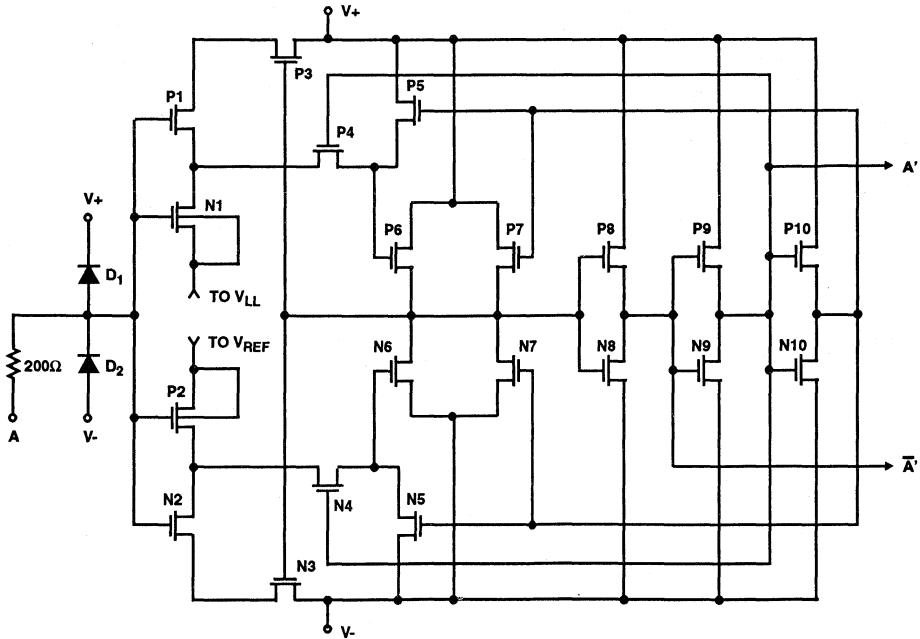 V+
P3
P1
P5
P4
A'
V+
N1
P6
P7
P8
P9
P10
D1
TO VLL
TO VREF
200Ω
D2
N6
N7
N8
N9
N10
P2
A
V-
A̅'
N2
N4
N5
N3
V-